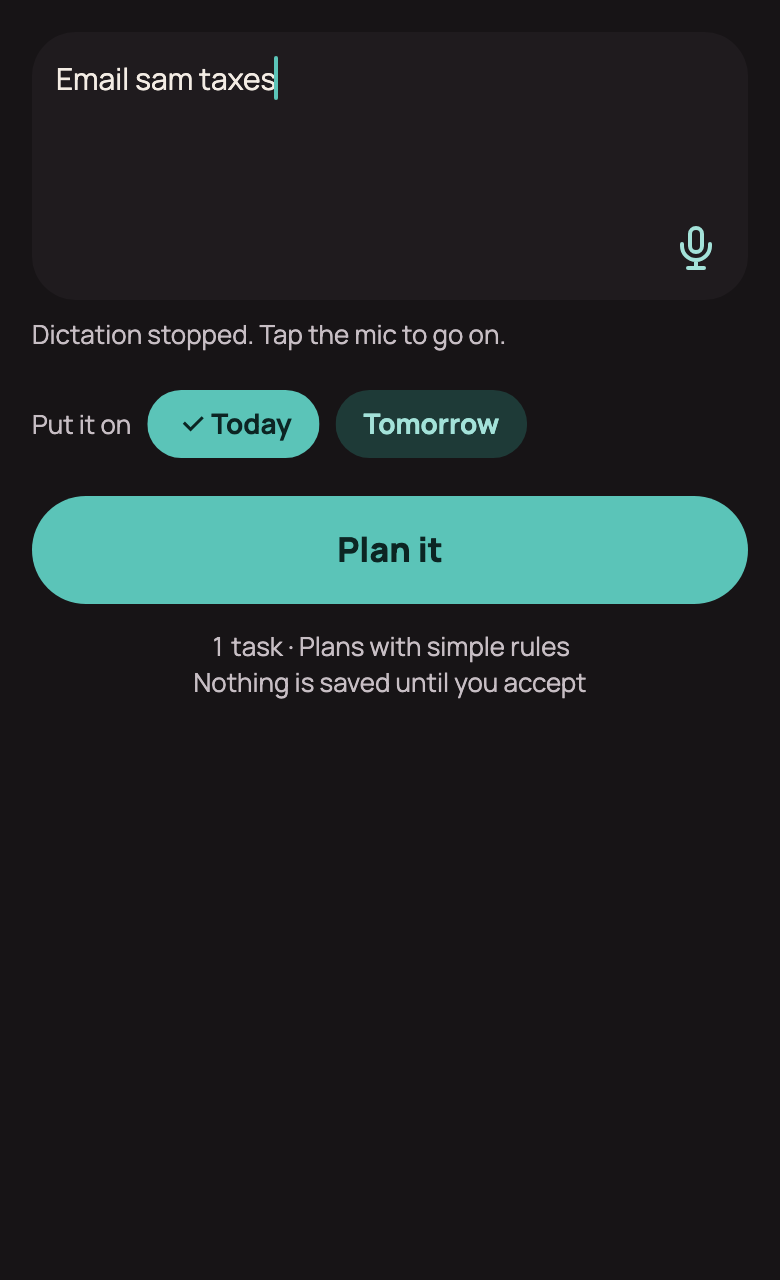 Email sam taxes
Dictation stopped. Tap the mic to go on.
Put it on Today Tomorrow
Plan it
1 task · Plans with simple rules
Nothing is saved until you accept